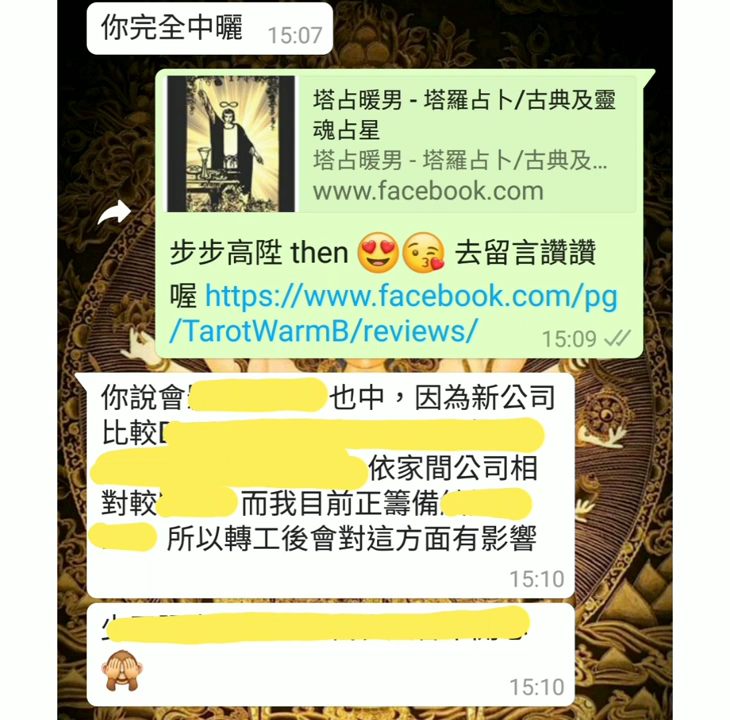 你完全中曬 15:07
塔占暖男 - 塔羅占卜/古典及靈
魂占星
塔占暖男 - 塔羅占卜/古典及...
www.facebook.com
步步高陞 then 😍😘 去留言讚讚
喔 https://www.facebook.com/pg
/TarotWarmB/reviews/ 15:09
你說會 也中，因為新公司
比較
依家間公司相
對較 而我目前正籌備
所以轉工後會對這方面有影響
15:10
🙈
15:10